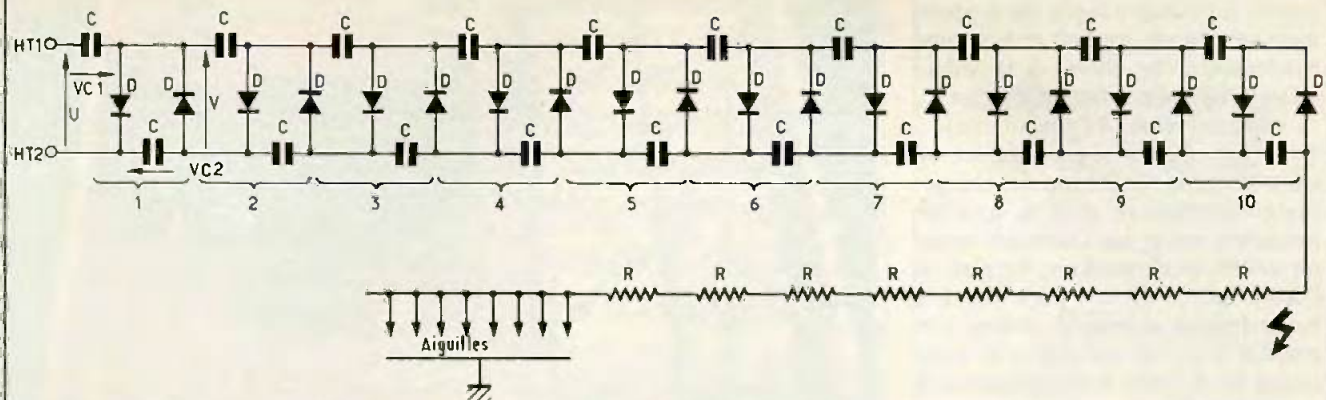 C C C C C C C C C C
HT1
D D D D D D D D D D D D D D D D D D D D
VC1
U
V
C C C C C C C C C C
HT2
VC2
1 2 3 4 5 6 7 8 9 10
R R R R R R R R
Aiguilles